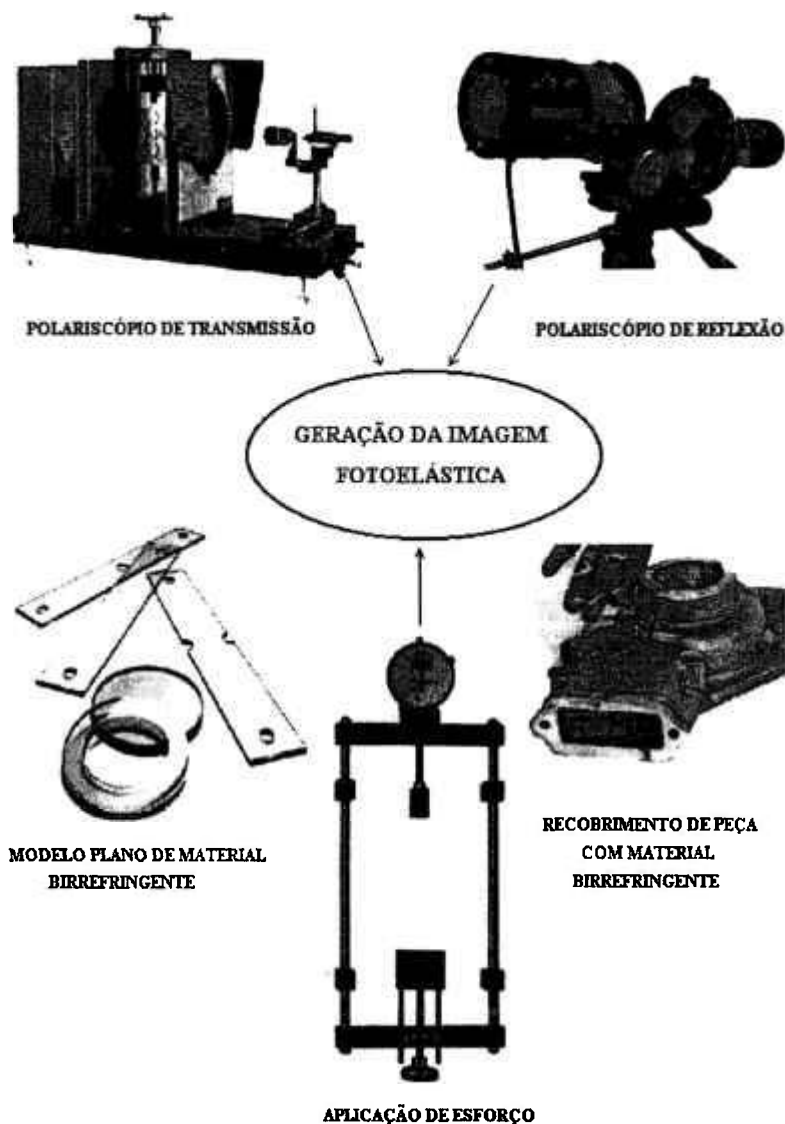 POLARISCÓPIO DE TRANSMISSÃO
POLARISCÓPIO DE REFLEXÃO
GERAÇÃO DA IMAGEM
FOTOELÁSTICA
MODELO PLANO DE MATERIAL
BIRREFRINGENTE
RECOBRIMENTO DE PEÇA
COM MATERIAL
BIRREFRINGENTE
APLICAÇÃO DE ESFORÇO